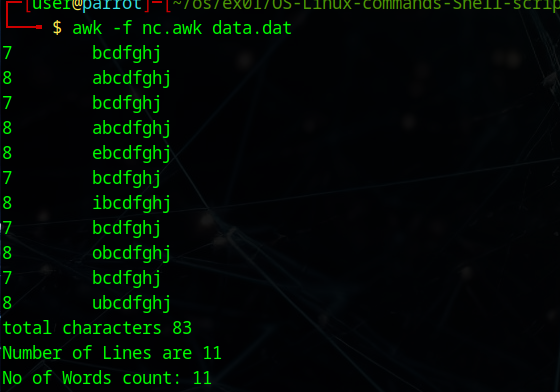 [user@parrot]─[~/os/ex01/OS-Linux-commands-Shell-scrip
$ awk -f nc.awk data.dat
7 bcdfghj
8 abcdfghj
7 bcdfghj
8 abcdfghj
8 ebcdfghj
7 bcdfghj
8 ibcdfghj
7 bcdfghj
8 obcdfghj
7 bcdfghj
8 ubcdfghj
total characters 83
Number of Lines are 11
No of Words count: 11